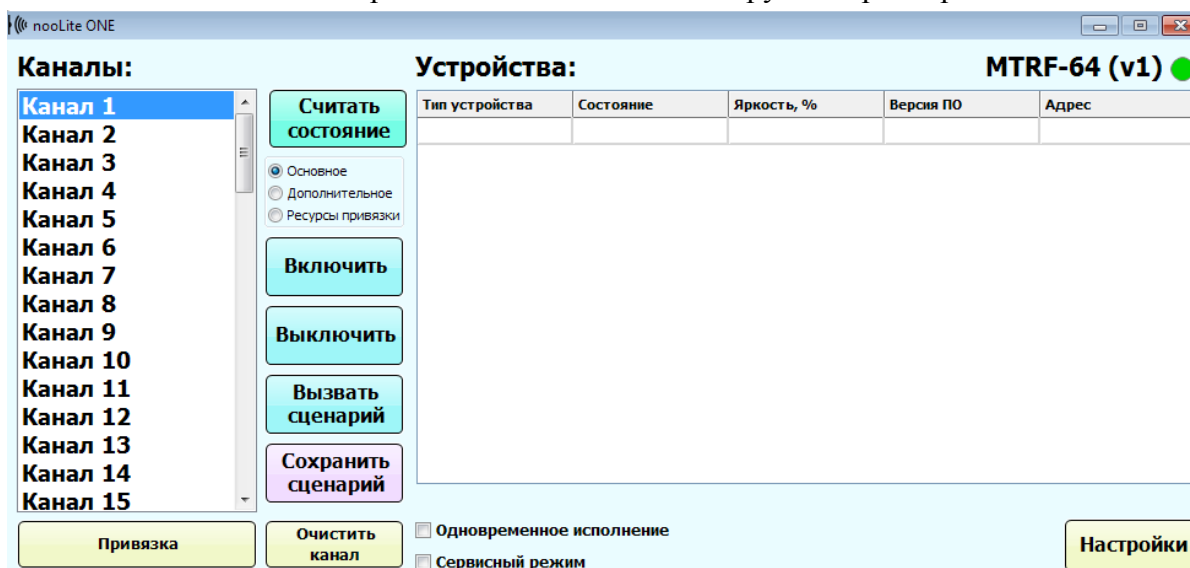 nooLite ONE
Каналы:
Устройства:
MTRF-64 (v1)
Канал 1
Канал 2
Канал 3
Канал 4
Канал 5
Канал 6
Канал 7
Канал 8
Канал 9
Канал 10
Канал 11
Канал 12
Канал 13
Канал 14
Канал 15
Считать
состояние
Основное
Дополнительное
Ресурсы привязки
Включить
Выключить
Вызвать
сценарий
Сохранить
сценарий
Тип устройства Состояние Яркость, % Версия ПО Адрес
Привязка
Очистить
канал
Одновременное исполнение
Сервисный режим
Настройки